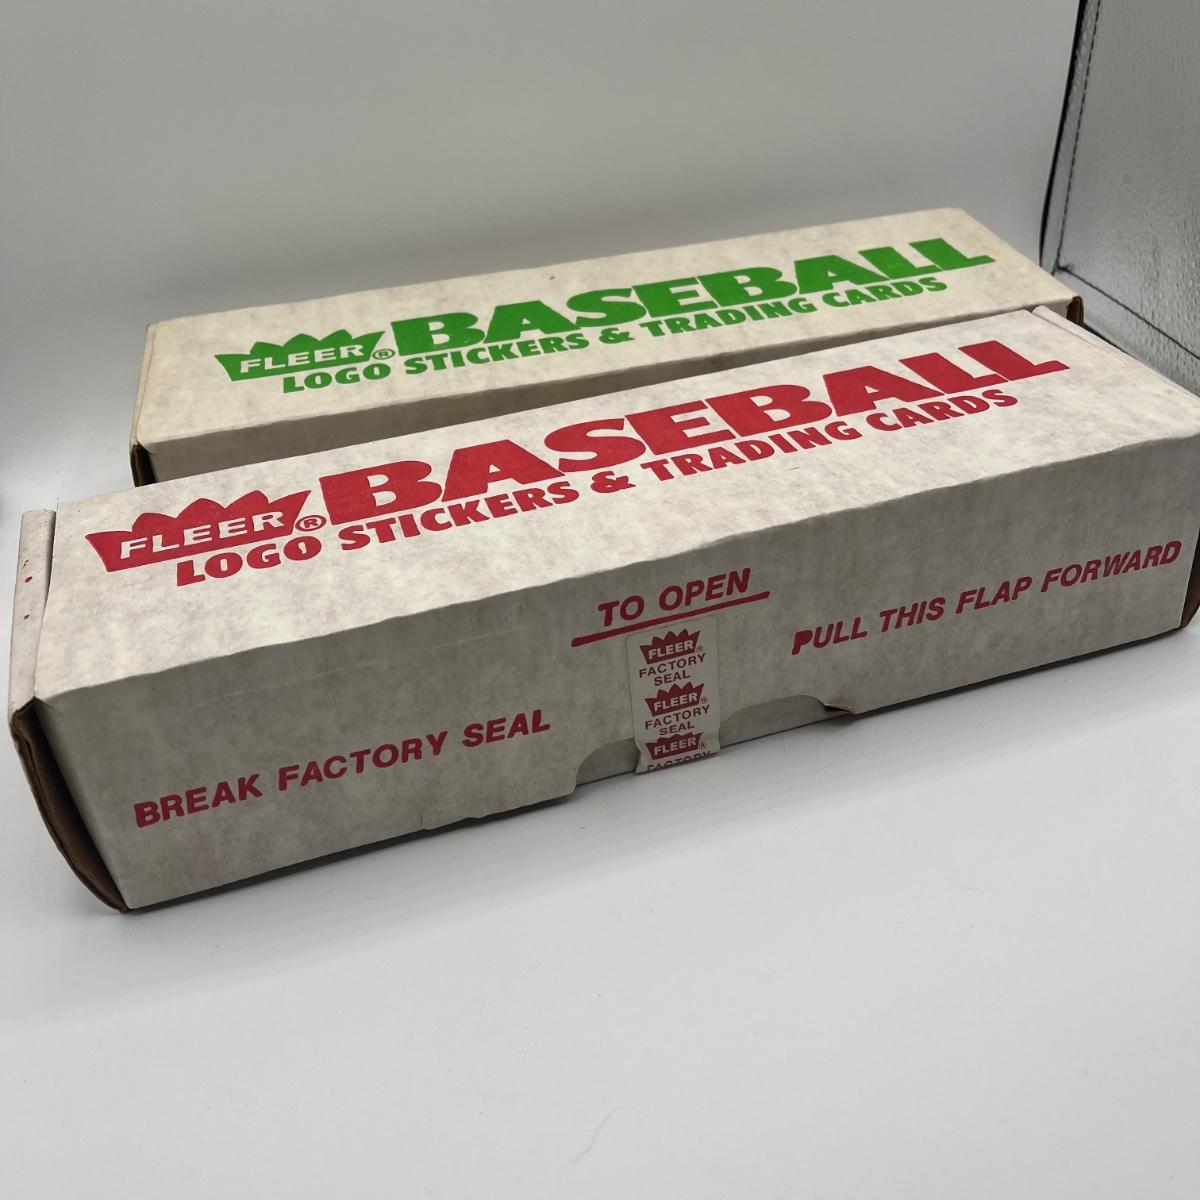 FLEER® BASEBALL
LOGO STICKERS & TRADING CARDS
FLEER® BASEBALL
LOGO STICKERS & TRADING CARDS
TO OPEN
BREAK FACTORY SEAL
PULL THIS FLAP FORWARD
FLEER®
FACTORY
SEAL
FLEER®
FACTORY
SEAL
FLEER®
FACTORY